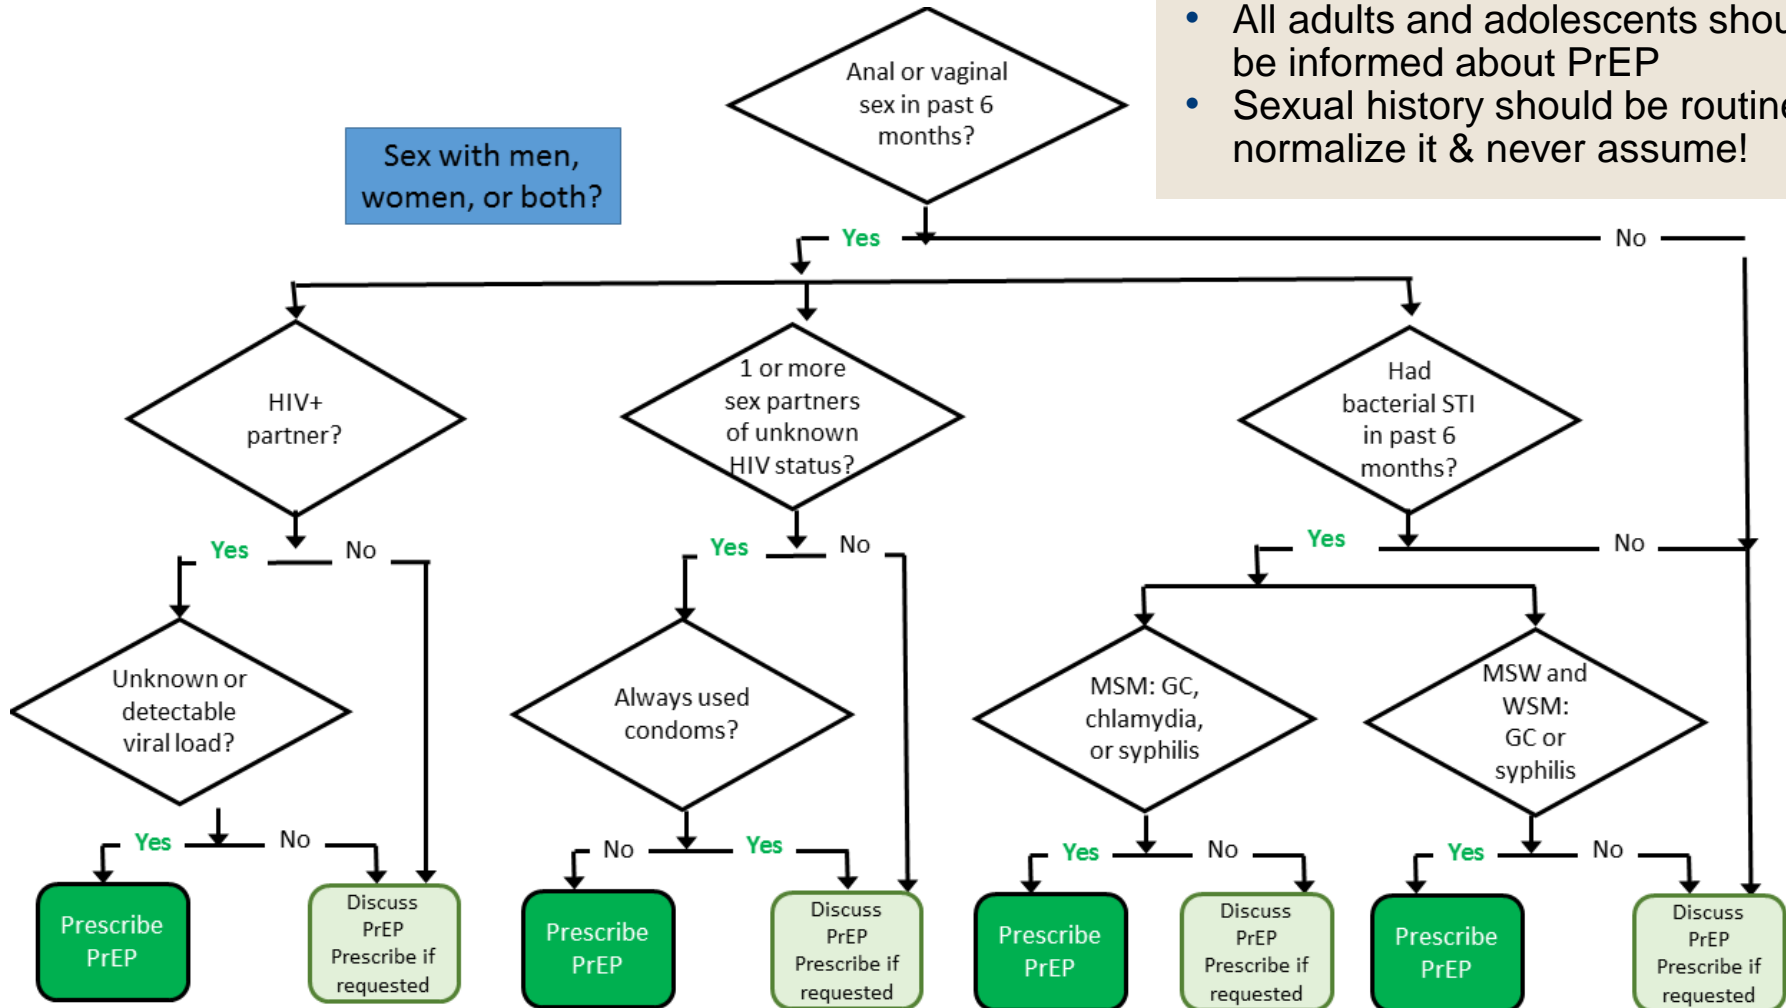 • All adults and adolescents shou
be informed about PrEP
• Sexual history should be routine
normalize it & never assume!
Anal or vaginal
sex in past 6
months?
Sex with men,
women, or both?
Yes
No
HIV+
partner?
1 or more
sex partners
of unknown
HIV status?
Had
bacterial STI
in past 6
months?
Yes
No
Yes
No
Yes
No
Unknown or
detectable
viral load?
Always used
condoms?
MSM: GC,
chlamydia,
or syphilis
MSW and
WSM:
GC or
syphilis
Yes
No
No
Yes
Yes
No
Yes
No
Prescribe
PrEP
Discuss
PrEP
Prescribe if
requested
Prescribe
PrEP
Discuss
PrEP
Prescribe if
requested
Prescribe
PrEP
Discuss
PrEP
Prescribe if
requested
Prescribe
PrEP
Discuss
PrEP
Prescribe if
requested